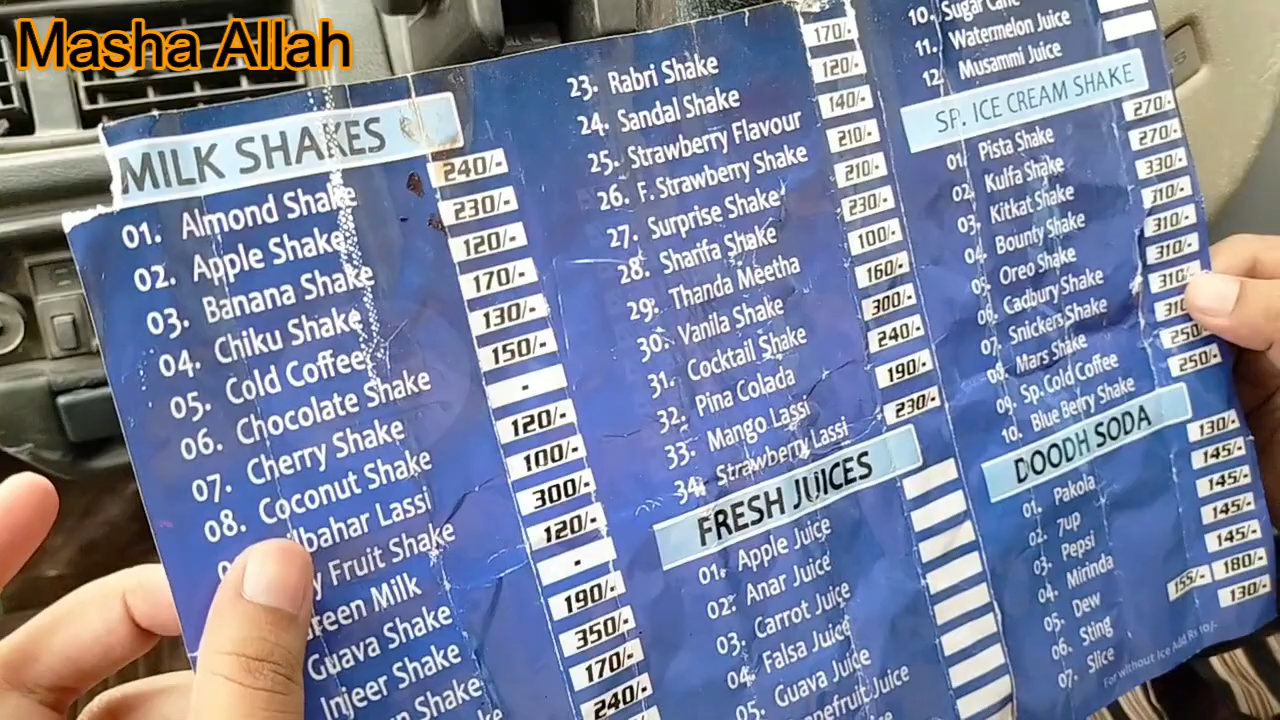 Masha Allah
MILK SHAKES
01. Almond Shake 240/-
02. Apple Shake 230/-
03. Banana Shake 120/-
04. Chiku Shake 170/-
05. Cold Coffee 130/-
06. Chocolate Shake 150/-
07. Cherry Shake -
08. Coconut Shake 120/-
Lassi 100/-
Fruit Shake 300/-
Milk 120/-
Guava Shake -
Injeer Shake 190/-
Shake 350/-
170/-
240/-
23. Rabri Shake 170/-
24. Sandal Shake 120/-
25. Strawberry Flavour 140/-
26. F. Strawberry Shake 210/-
27. Surprise Shake 210/-
28. Sharifa Shake 230/-
29. Thanda Meetha 100/-
30. Vanila Shake 160/-
31. Cocktail Shake 300/-
32. Pina Colada 240/-
33. Mango Lassi 190/-
34. Strawberry Lassi 230/-
FRESH JUICES
01. Apple Juice
02. Anar Juice
03. Carrot Juice
04. Falsa Juice
05. Guava Juice
Juice
10. Sugar Cane
11. Watermelon Juice
12. Musammi Juice
SP. ICE CREAM SHAKE
01. Pista Shake 270/-
02. Kulfa Shake 270/-
03. Kitkat Shake 330/-
04. Bounty Shake 310/-
05. Oreo Shake 310/-
06. Cadbury Shake 310/-
07. Snickers Shake 310/-
08. Mars Shake 310
09. Sp. Cold Coffee 250/-
10. Blue Berry Shake 250/-
DOODH SODA
01. Pakola 130/-
02. 7up 145/-
03. Pepsi 145/-
04. Mirinda 145/-
05. Dew 145/-
06. Sting 155/- 180/-
07. Slice 130/-
For without Ice Add Rs 10/-